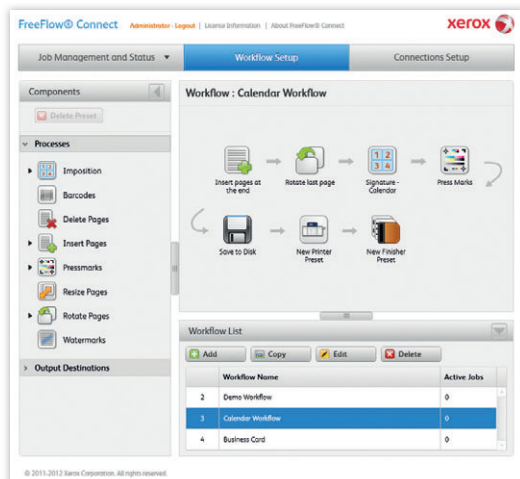 FreeFlow® Connect Administrator - Logout | License Information | About FreeFlow® Connect xerox
Job Management and Status Workflow Setup Connections Setup
Components
Delete Preset
Processes
Imposition
Barcodes
Delete Pages
Insert Pages
Pressmarks
Resize Pages
Rotate Pages
Watermarks
Output Destinations
Workflow : Calendar Workflow
Insert pages at
the end
Rotate last page
1 2
3 4
Signature -
Calendar
Press Marks
Save to Disk
New Printer
Preset
New Finisher
Preset
Workflow List
Add Copy Edit Delete
Workflow Name Active Jobs
2 Demo Workflow 0
3 Calendar Workflow 0
4 Business Card 0
© 2011-2012 Xerox Corporation. All rights reserved.